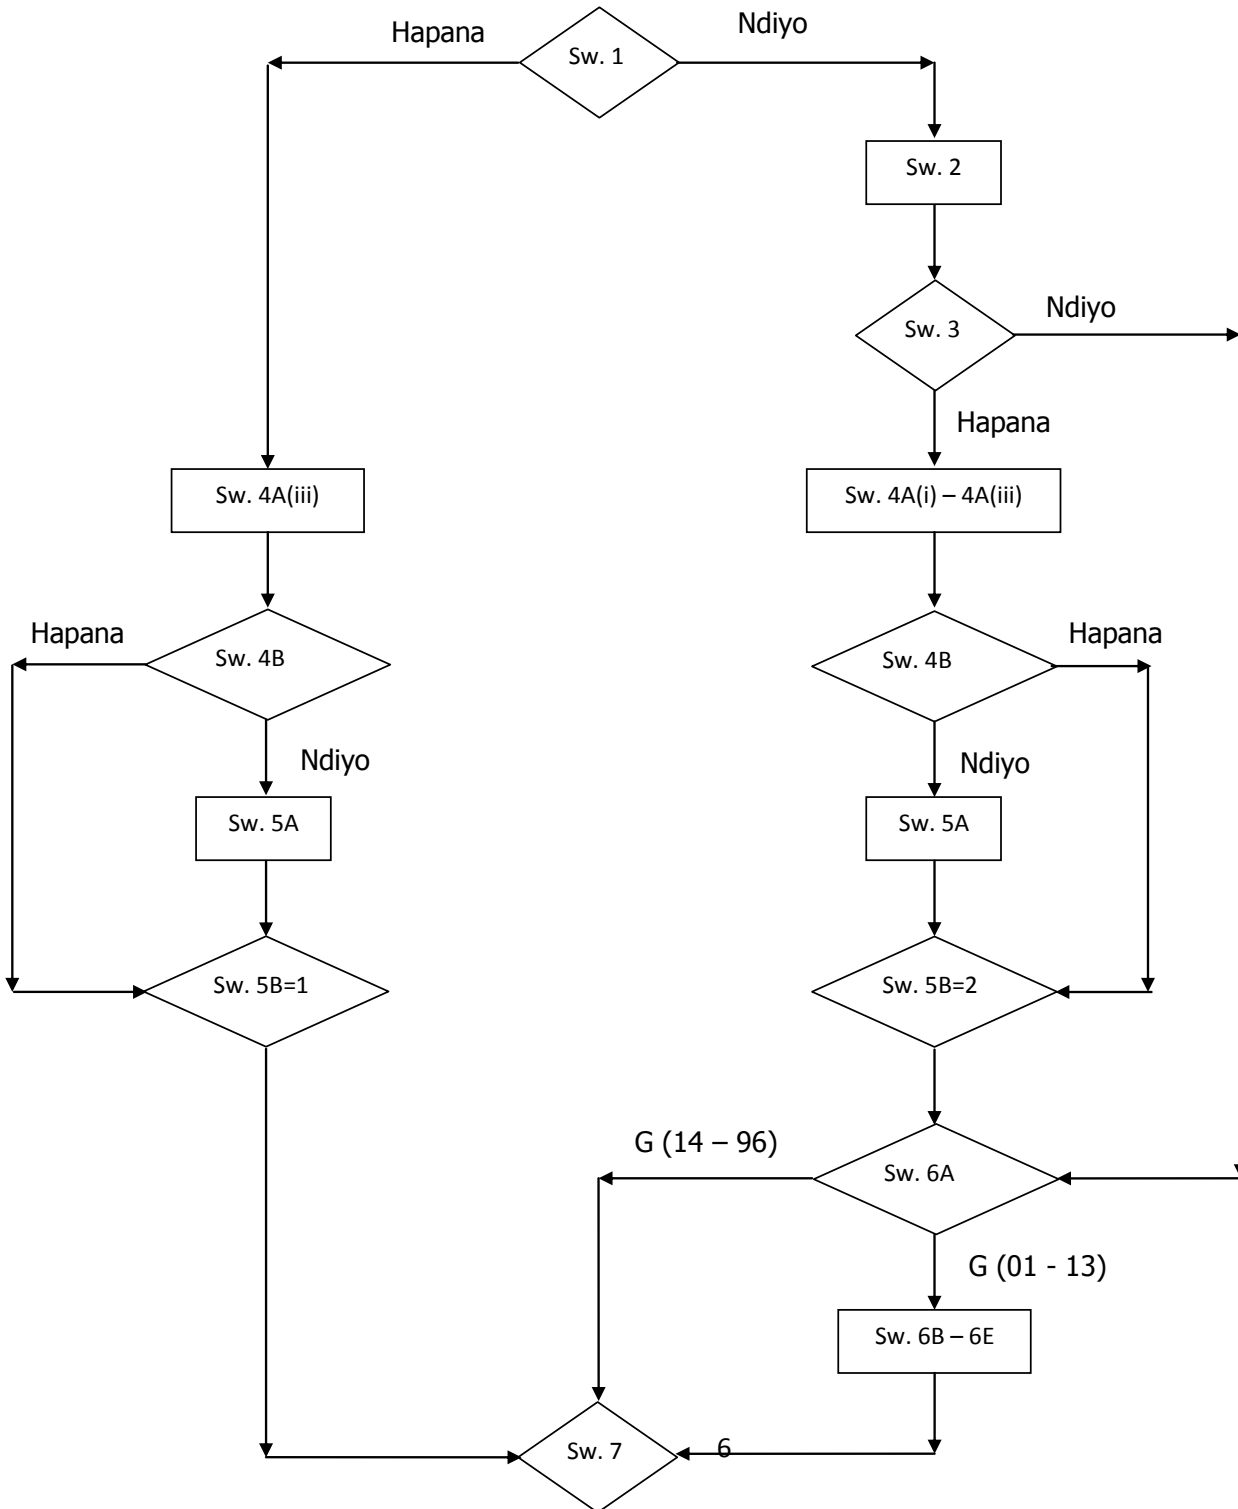 Hapana
Ndiyo
Sw. 1
Sw. 2
Sw. 3
Ndiyo
Hapana
Sw. 4A(iii)
Sw. 4A(i) – 4A(iii)
Hapana
Sw. 4B
Sw. 4B
Hapana
Ndiyo
Ndiyo
Sw. 5A
Sw. 5A
Sw. 5B=1
Sw. 5B=2
G (14 – 96)
Sw. 6A
G (01 - 13)
Sw. 6B – 6E
Sw. 7
6